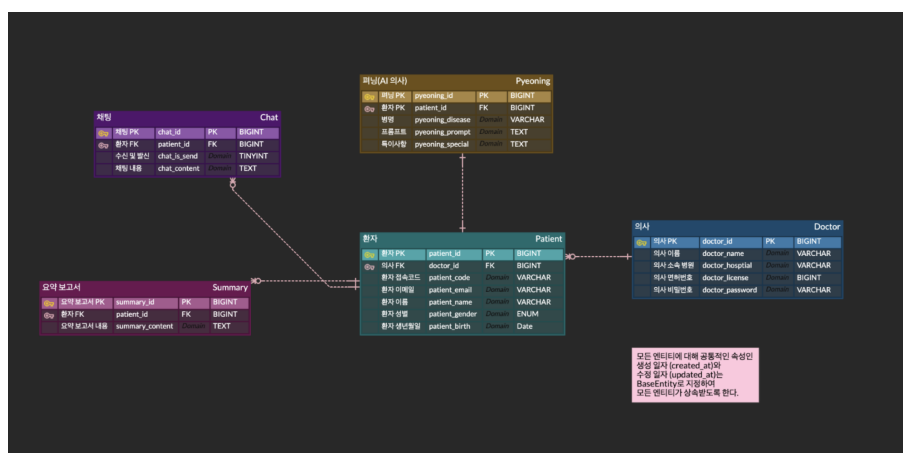 펴닝(AI 의사) Pyeoning
펴닝 PK pyeoning_id PK BIGINT
환자 PK patient_id FK BIGINT
병명 pyeoning_disease Domain VARCHAR
프롬프트 pyeoning_prompt Domain TEXT
특이사항 pyeoning_special Domain TEXT
채팅 Chat
채팅 PK chat_id PK BIGINT
환자 FK patient_id FK BIGINT
수신 및 발신 chat_is_send Domain TINYINT
채팅 내용 chat_content Domain TEXT
환자 Patient
환자 PK patient_id PK BIGINT
의사 FK doctor_id FK BIGINT
환자 접속코드 patient_code Domain VARCHAR
환자 이메일 patient_email Domain VARCHAR
환자 이름 patient_name Domain VARCHAR
환자 성별 patient_gender Domain ENUM
환자 생년월일 patient_birth Domain Date
의사 Doctor
의사 PK doctor_id PK BIGINT
의사 이름 doctor_name Domain VARCHAR
의사 소속 병원 doctor_hosptial Domain VARCHAR
의사 면허번호 doctor_license Domain BIGINT
의사 비밀번호 doctor_password Domain VARCHAR
요약 보고서 Summary
요약 보고서 PK summary_id PK BIGINT
환자 FK patient_id FK BIGINT
요약 보고서 내용 summary_content Domain TEXT
모든 엔티티에 대해 공통적인 속성인
생성 일자 (created_at)와
수정 일자 (updated_at)는
BaseEntity로 지정하여
모든 엔티티가 상속받도록 한다.